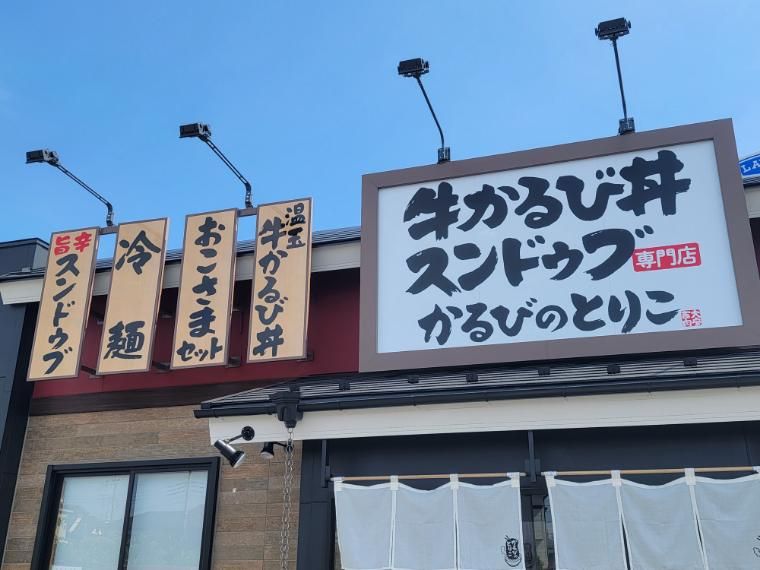 牛かるび丼
スンドゥブ
専門店
かるびのとりこ
温玉
牛かるび丼
おこさま
セット
冷麺
旨辛
スンドゥブ
LA